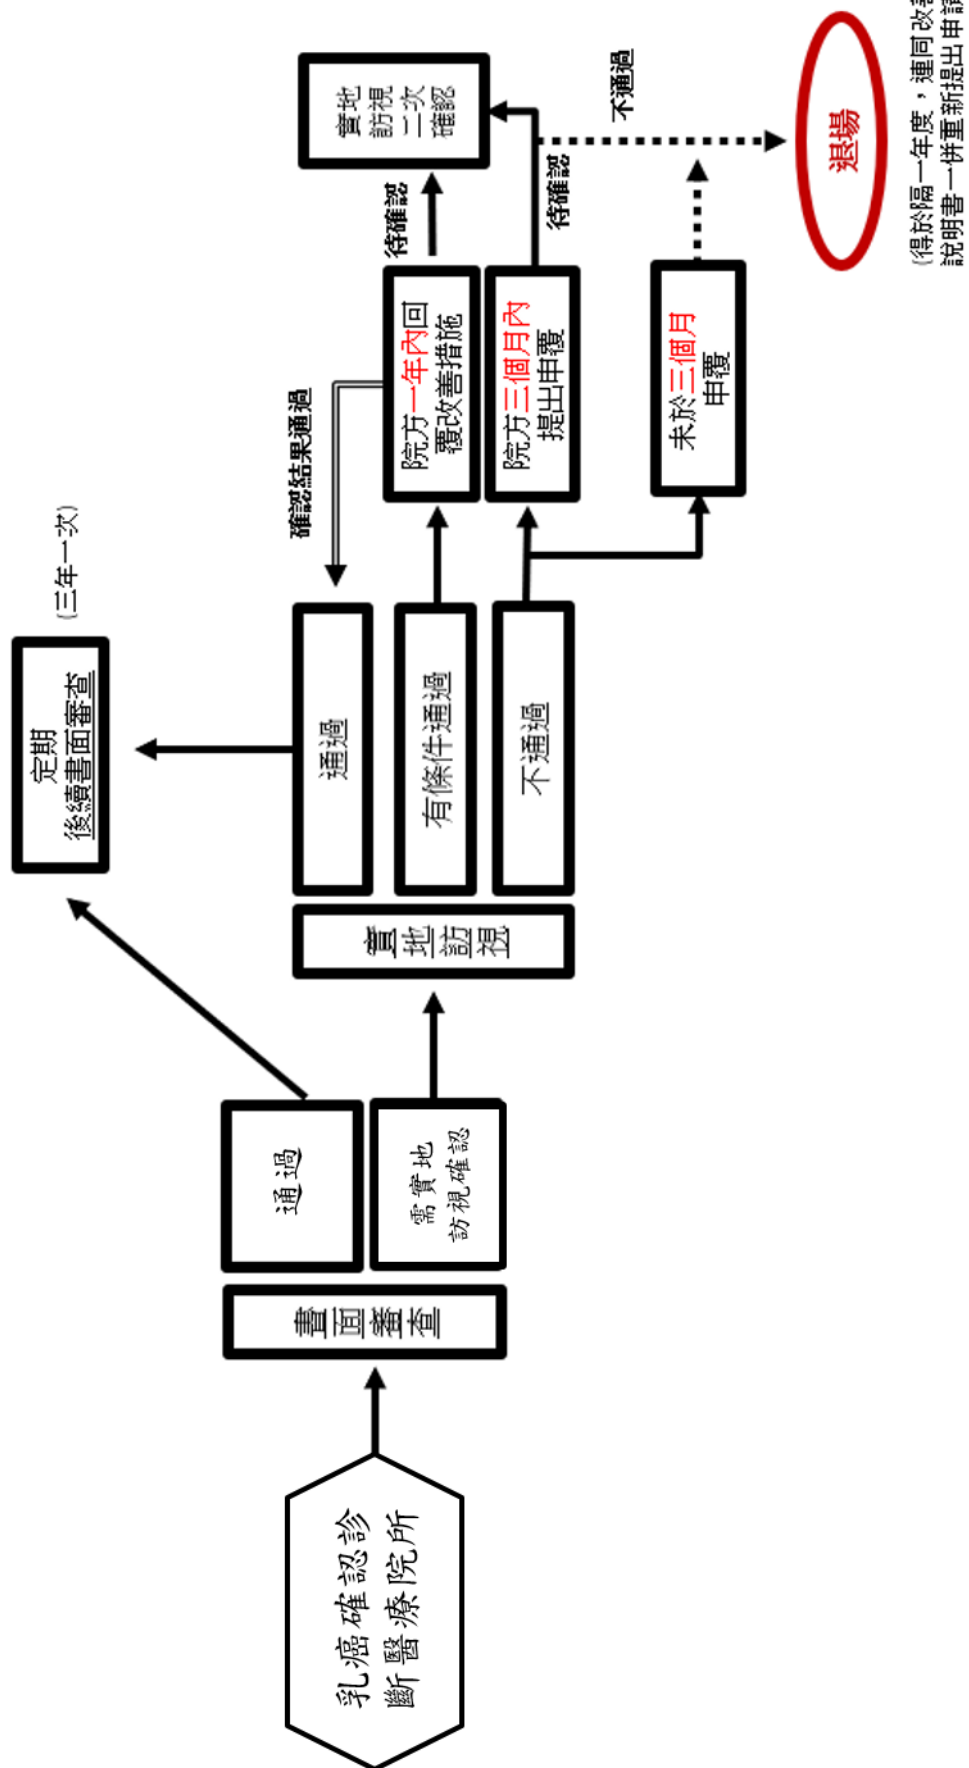 定期
後續書面審查
(三年一次)
乳癌確認診
斷醫療院所
書面審查
通過
需實地
訪視確認
實地訪視
通過
有條件通過
不通過
確認結果通過
院方一年內回
覆改善措施
院方三個月內
提出申覆
未於三個月
申覆
待確認
待確認
實地
訪視
二次
確認
不通過
退場
(得於隔一年度，連同改善
說明書一併重新提出申請